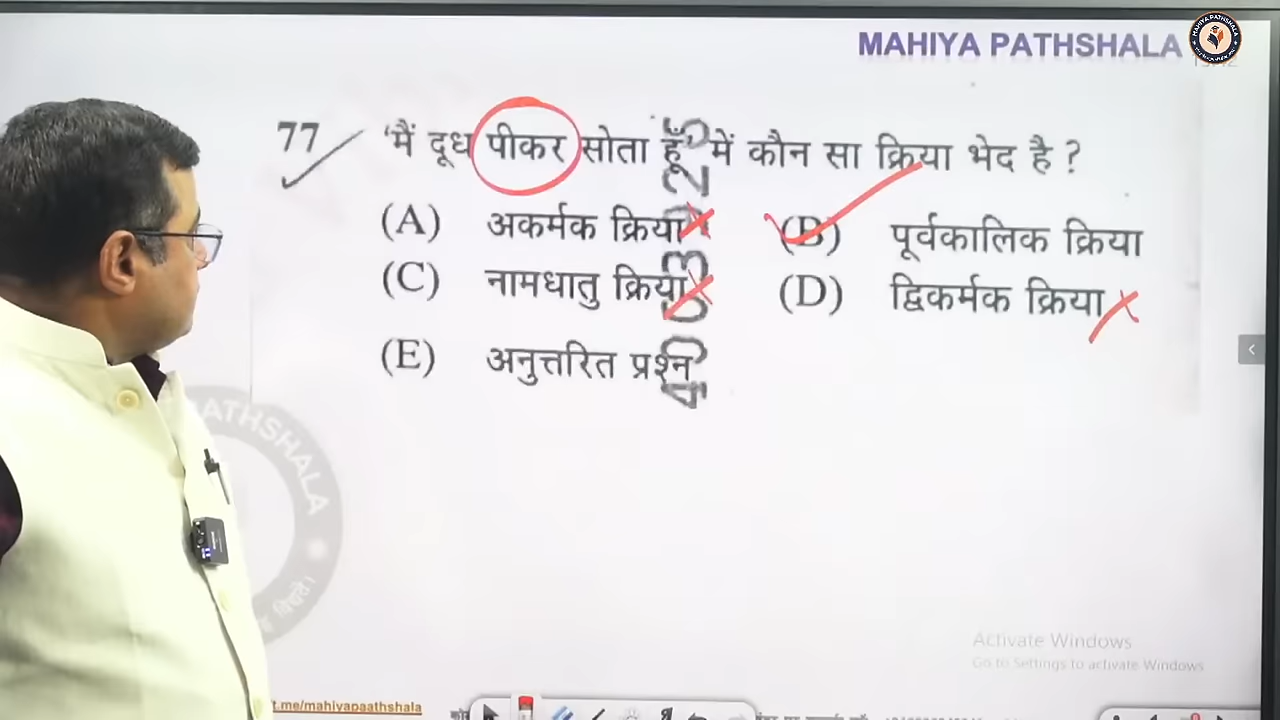 MAHIYA PATHSHALA
77 'मैं दूध पीकर सोता हूँ' में कौन सा क्रिया भेद है ?
(A) अकर्मक क्रिया (B) पूर्वकालिक क्रिया
(C) नामधातु क्रिया (D) द्विकर्मक क्रिया
(E) अनुत्तरित प्रश्न
PATHSHALA
Activate Windows
Go to Settings to activate Windows
t.me/mahiyapaathshala